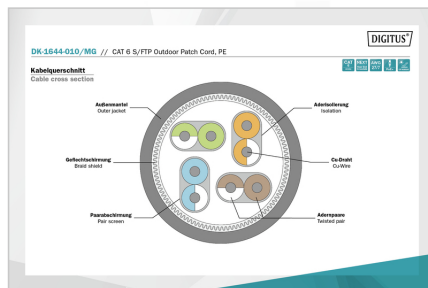 DIGITUS®
DK-1644-010/MG // CAT 6 S/FTP Outdoor Patch Cord, PE
Kabelquerschnitt
Cable cross section
Außenmantel
Outer jacket
Aderisolierung
Isolation
Geflechtschirmung
Braid shield
Cu-Draht
Cu-Wire
Paarabschirmung
Pair screen
Adernpaare
Twisted pair